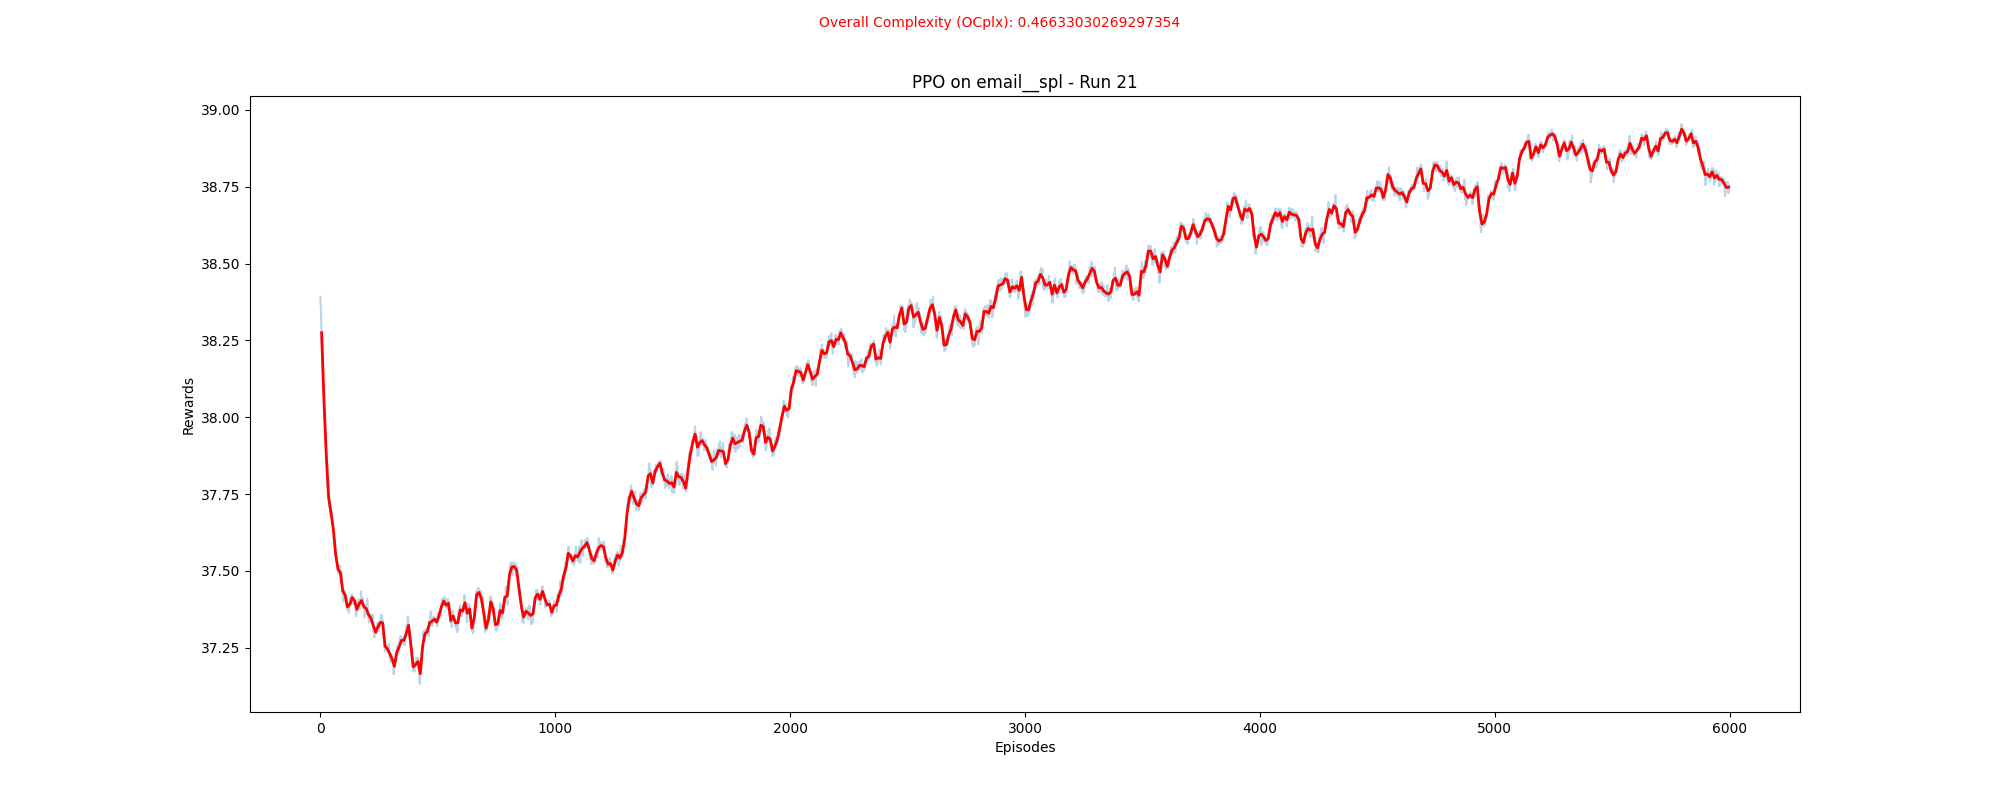 Overall Complexity (OCplx): 0.46633030269297354
PPO on email__spl - Run 21
39.00
38.75
38.50
38.25
38.00
37.75
37.50
37.25
Rewards
0 1000 2000 3000 4000 5000 6000
Episodes